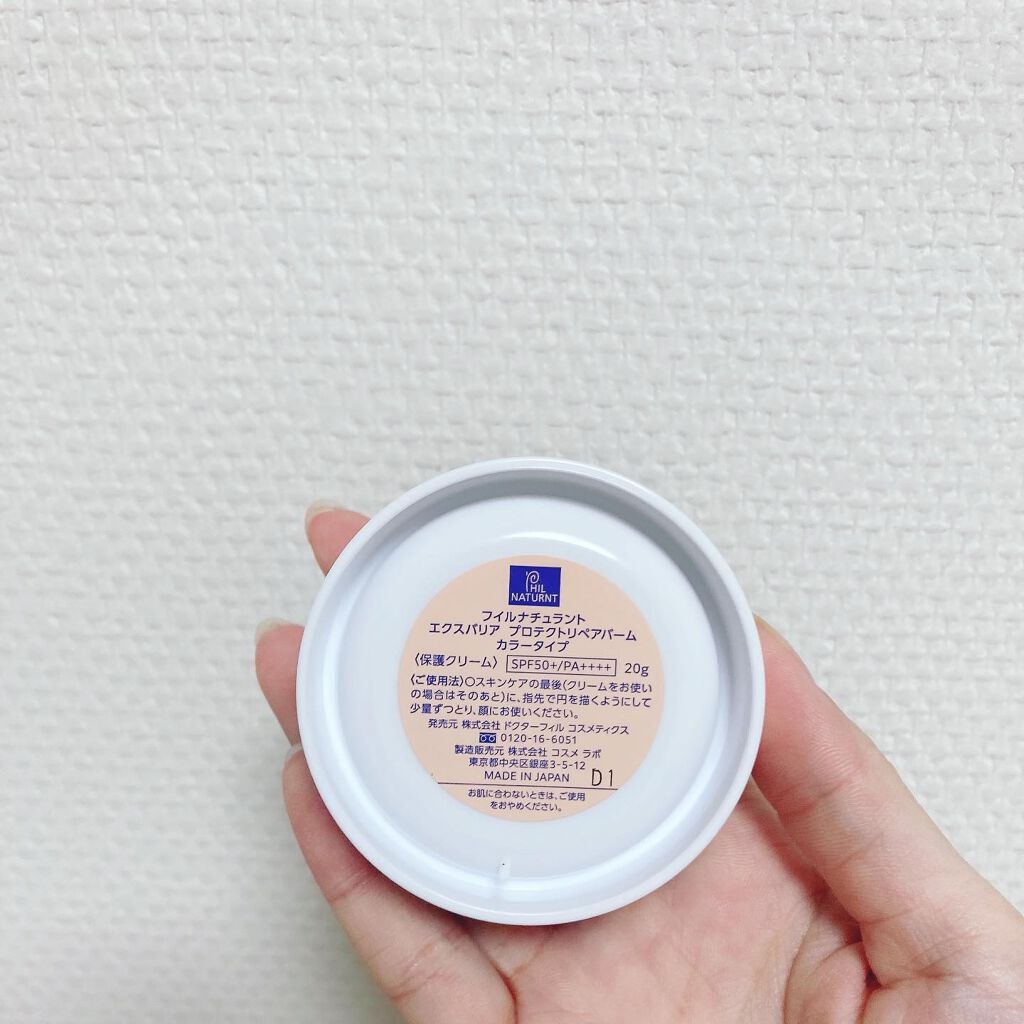 PHIL
NATURNT
フイルナチュラント
エクスバリア プロテクトリペアバーム
カラータイプ
〈保護クリーム〉 SPF50+/PA++++ 20g
〈ご使用法〉○スキンケアの最後(クリームをお使い
の場合はそのあと)に、指先で円を描くようにして
少量ずつとり、顔にお使いください。
発売元 株式会社 ドクターフィル コスメティクス
0120-16-6051
製造販売元 株式会社 コスメ ラボ
東京都中央区銀座3-5-12
MADE IN JAPAN D1
お肌に合わないときは、ご使用
をおやめください。